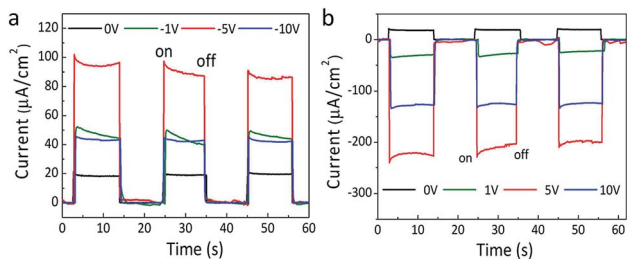 a
0V -1V -5V -10V
on off
Current (μA/cm²)
120
100
80
60
40
20
0
0 10 20 30 40 50 60
Time (s)
b
Current (μA/cm²)
0
-100
-200
-300
on off
0V 1V 5V 10V
0 10 20 30 40 50 60
Time (s)